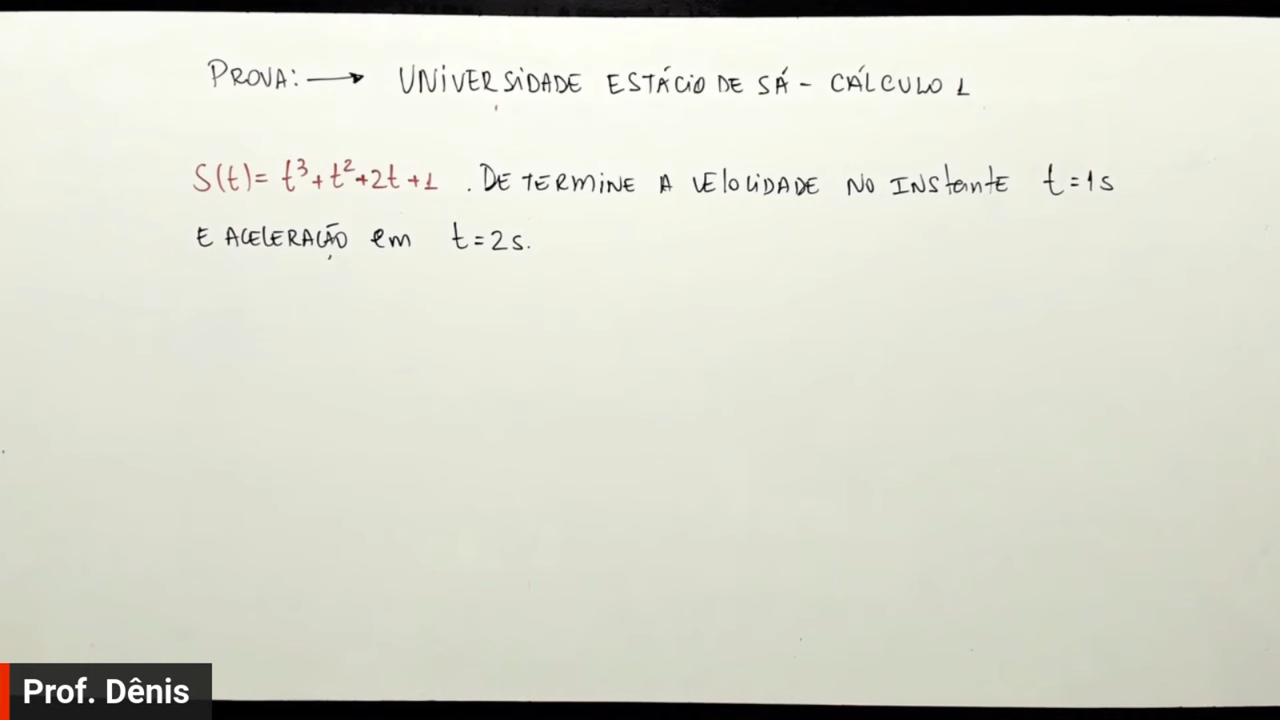 PROVA: → UNIVERSIDADE ESTÁCIO DE SÁ - CÁLCULO 1
S(t)= t³+t²+2t+1 . DETERMINE A VElOCIDADE NO INStante t=1s
E ACELERAÇÃO em t=2s.
Prof. Dênis